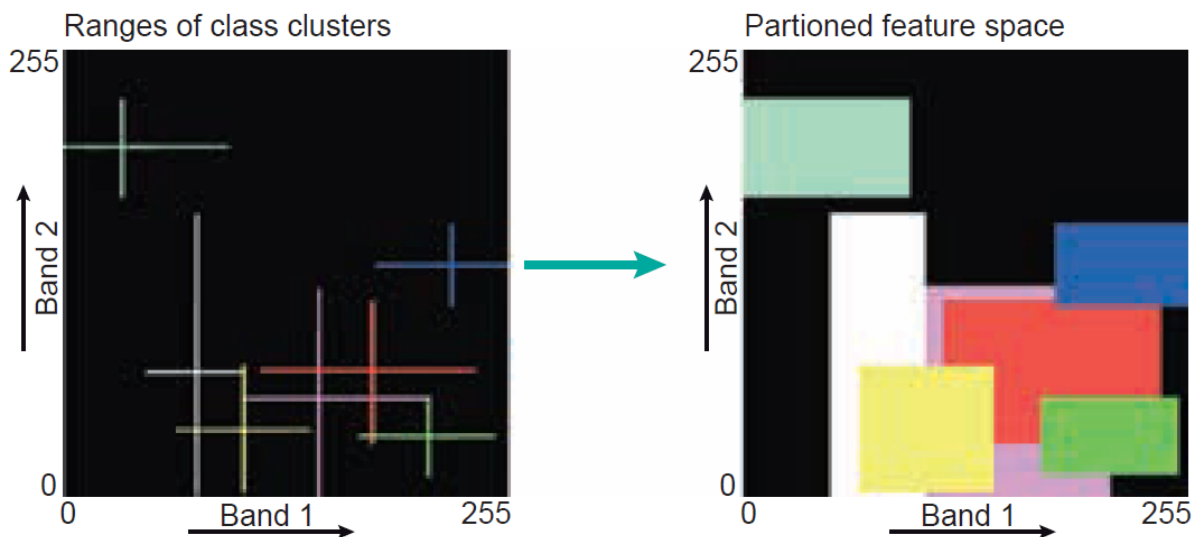 Ranges of class clusters
255
Band 2
0
0
Band 1
255
Partioned feature space
255
Band 2
0
0
Band 1
255